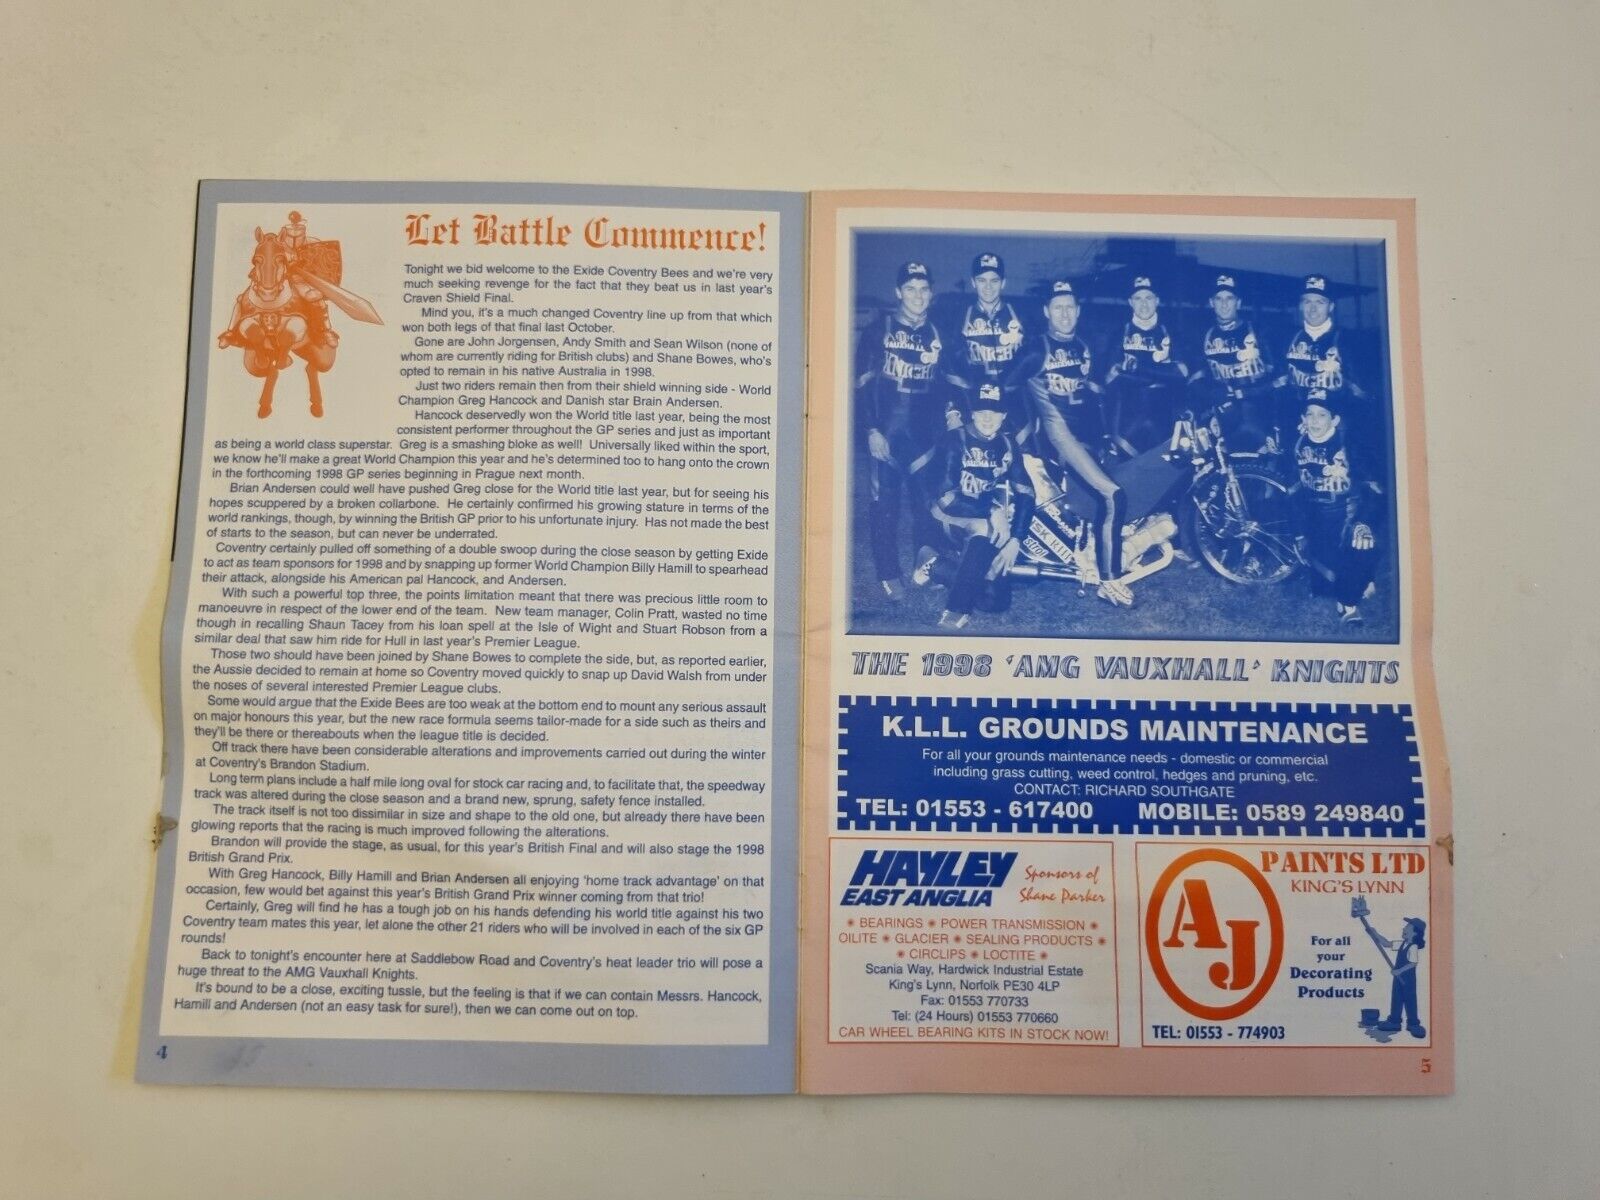 Let Battle Commence!
Tonight we bid welcome to the Exide Coventry Bees and we're very
much seeking revenge for the fact that they beat us in last year's
Craven Shield Final.
Mind you, it's a much changed Coventry line up from that which
won both legs of that final last October.
Gone are John Jorgensen, Andy Smith and Sean Wilson (none of
whom are currently riding for British clubs) and Shane Bowes, who's
opted to remain in his native Australia in 1998.
Just two riders remain then from their shield winning side - World
Champion Greg Hancock and Danish star Brain Andersen.
Hancock deservedly won the World title last year, being the most
consistent performer throughout the GP series and just as important
as being a world class superstar. Greg is a smashing bloke as well! Universally liked within the sport,
we know he'll make a great World Champion this year and he's determined too to hang onto the crown
in the forthcoming 1998 GP series beginning in Prague next month.
Brian Andersen could well have pushed Greg close for the World title last year, but for seeing his
hopes scuppered by a broken collarbone. He certainly confirmed his growing stature in terms of the
world rankings, though, by winning the British GP prior to his unfortunate injury. Has not made the best
of starts to the season, but can never be underrated.
Coventry certainly pulled off something of a double swoop during the close season by getting Exide
to act as team sponsors for 1998 and by snapping up former World Champion Billy Hamill to spearhead
their attack, alongside his American pal Hancock, and Andersen.
With such a powerful top three, the points limitation meant that there was precious little room to
manoeuvre in respect of the lower end of the team. New team manager, Colin Pratt, wasted no time
though in recalling Shaun Tacey from his loan spell at the Isle of Wight and Stuart Robson from a
similar deal that saw him ride for Hull in last year's Premier League.
Those two should have been joined by Shane Bowes to complete the side, but, as reported earlier,
the Aussie decided to remain at home so Coventry moved quickly to snap up David Walsh from under
the noses of several interested Premier League clubs.
Some would argue that the Exide Bees are too weak at the bottom end to mount any serious assault
on major honours this year, but the new race formula seems tailor-made for a side such as theirs and
they'll be there or thereabouts when the league title is decided.
Off track there have been considerable alterations and improvements carried out during the winter
at Coventry's Brandon Stadium.
Long term plans include a half mile long oval for stock car racing and, to facilitate that, the speedway
track was altered during the close season and a brand new, sprung, safety fence installed.
The track itself is not too dissimilar in size and shape to the old one, but already there have been
glowing reports that the racing is much improved following the alterations.
Brandon will provide the stage, as usual, for this year's British Final and will also stage the 1998
British Grand Prix.
With Greg Hancock, Billy Hamill and Brian Andersen all enjoying 'home track advantage' on that
occasion, few would bet against this year's British Grand Prix winner coming from that trio!
Certainly, Greg will find he has a tough job on his hands defending his world title against his two
Coventry team mates this year, let alone the other 21 riders who will be involved in each of the six GP
rounds!
Back to tonight's encounter here at Saddlebow Road and Coventry's heat leader trio will pose a
huge threat to the AMG Vauxhall Knights.
It's bound to be a close, exciting tussle, but the feeling is that if we can contain Messrs. Hancock,
Hamill and Andersen (not an easy task for sure!), then we can come out on top.
4
THE 1998 'AMG VAUXHALL' KNIGHTS
K.L.L. GROUNDS MAINTENANCE
For all your grounds maintenance needs - domestic or commercial
including grass cutting, weed control, hedges and pruning, etc.
CONTACT: RICHARD SOUTHGATE
TEL: 01553 - 617400 MOBILE: 0589 249840
HAYLEY
EAST ANGLIA
Sponsors of
Shane Parker
* BEARINGS * POWER TRANSMISSION *
OILITE * GLACIER * SEALING PRODUCTS *
* CIRCLIPS * LOCTITE *
Scania Way, Hardwick Industrial Estate
King's Lynn, Norfolk PE30 4LP
Fax: 01553 770733
Tel: (24 Hours) 01553 770660
CAR WHEEL BEARING KITS IN STOCK NOW!
AJ
PAINTS LTD
KING'S LYNN
For all
your
Decorating
Products
TEL: 01553 - 774903
5